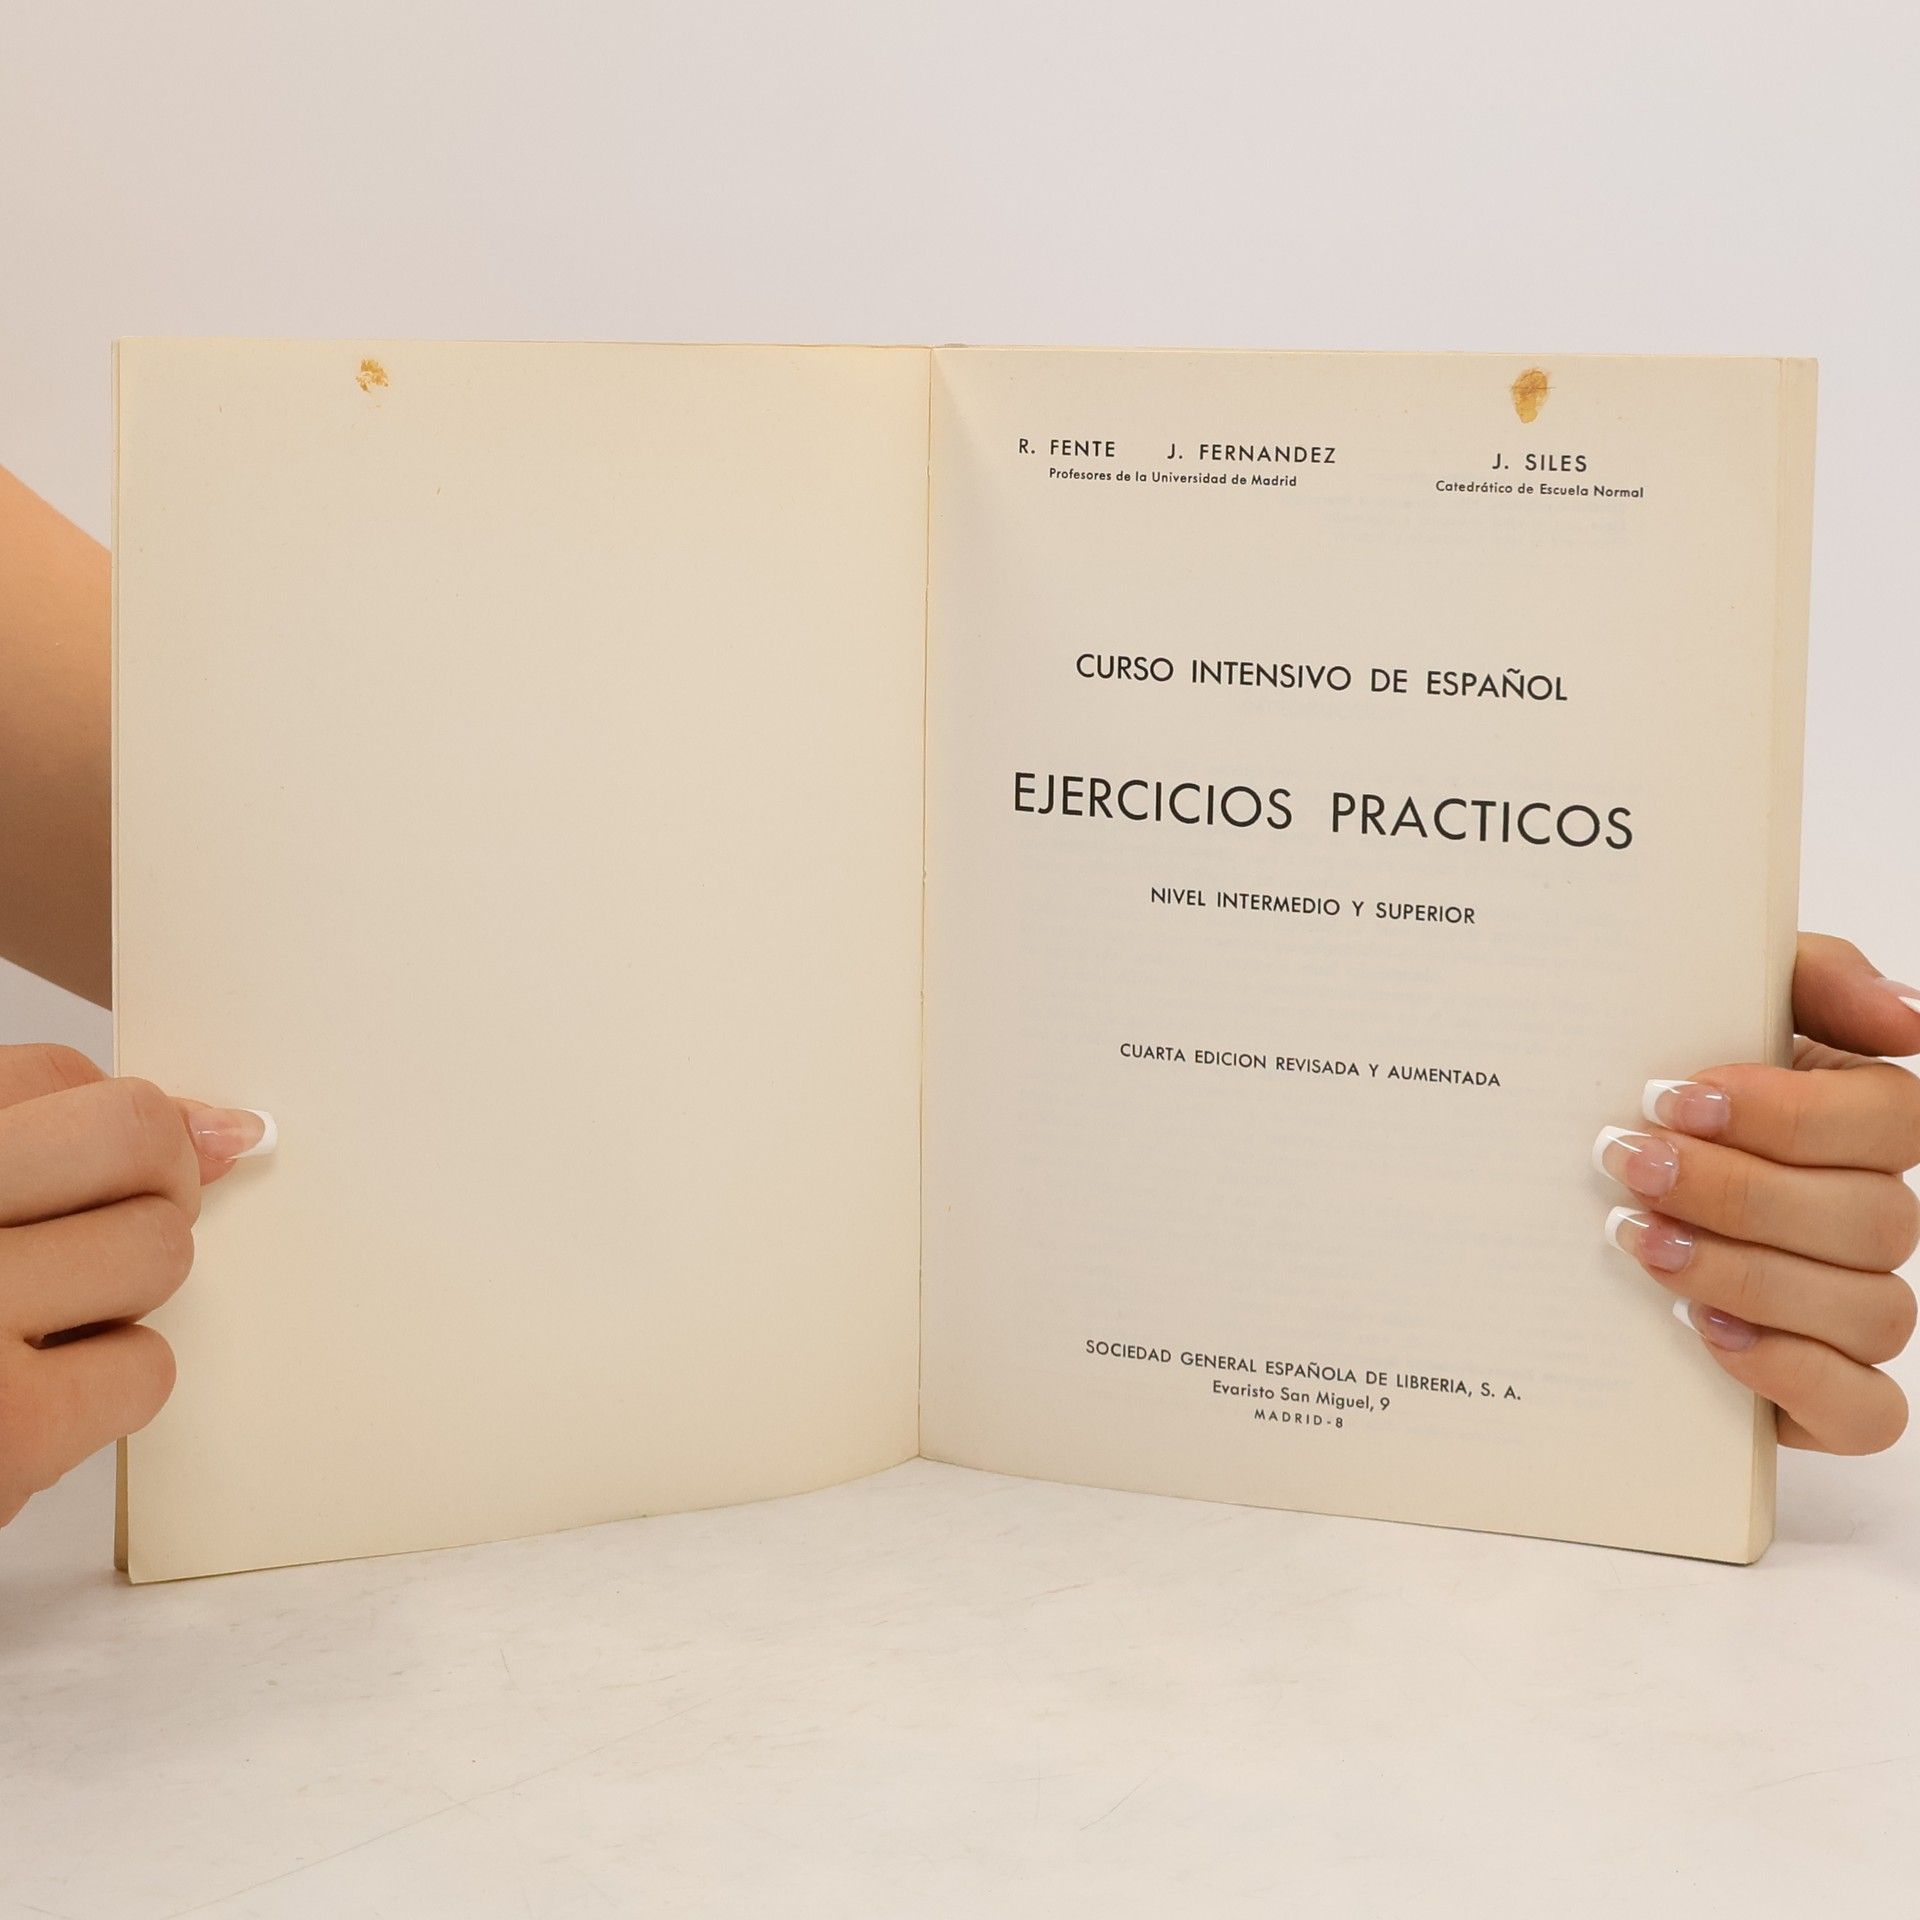 R. FENTE J. FERNANDEZ
Profesores de la Universidad de Madrid
J. SILES
Catedrático de Escuela Normal
CURSO INTENSIVO DE ESPAÑOL
EJERCICIOS PRACTICOS
NIVEL INTERMEDIO Y SUPERIOR
CUARTA EDICION REVISADA Y AUMENTADA
SOCIEDAD GENERAL ESPAÑOLA DE LIBRERIA, S. A.
Evaristo San Miguel, 9
MADRID-8